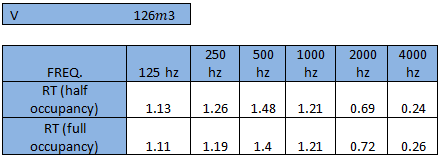 V 126m3
FREQ. 125 hz 250 hz 500 hz 1000 hz 2000 hz 4000 hz
RT (half occupancy) 1.13 1.26 1.48 1.21 0.69 0.24
RT (full occupancy) 1.11 1.19 1.4 1.21 0.72 0.26